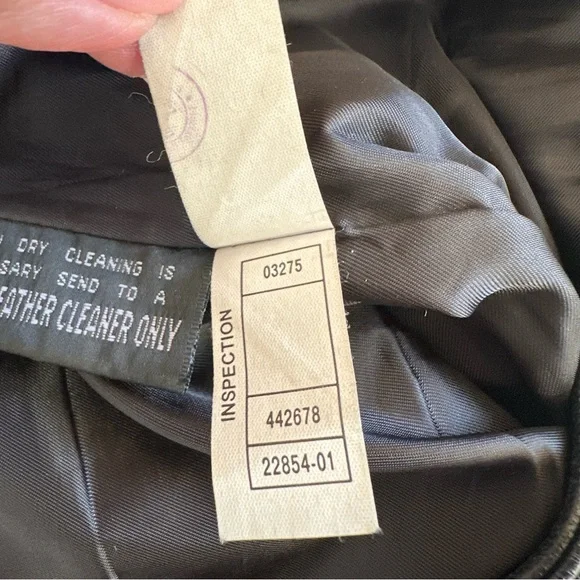 DRY CLEANING IS
SARY SEND TO A
EATHER CLEANER ONLY
INSPECTION
03275
442678
22854-01